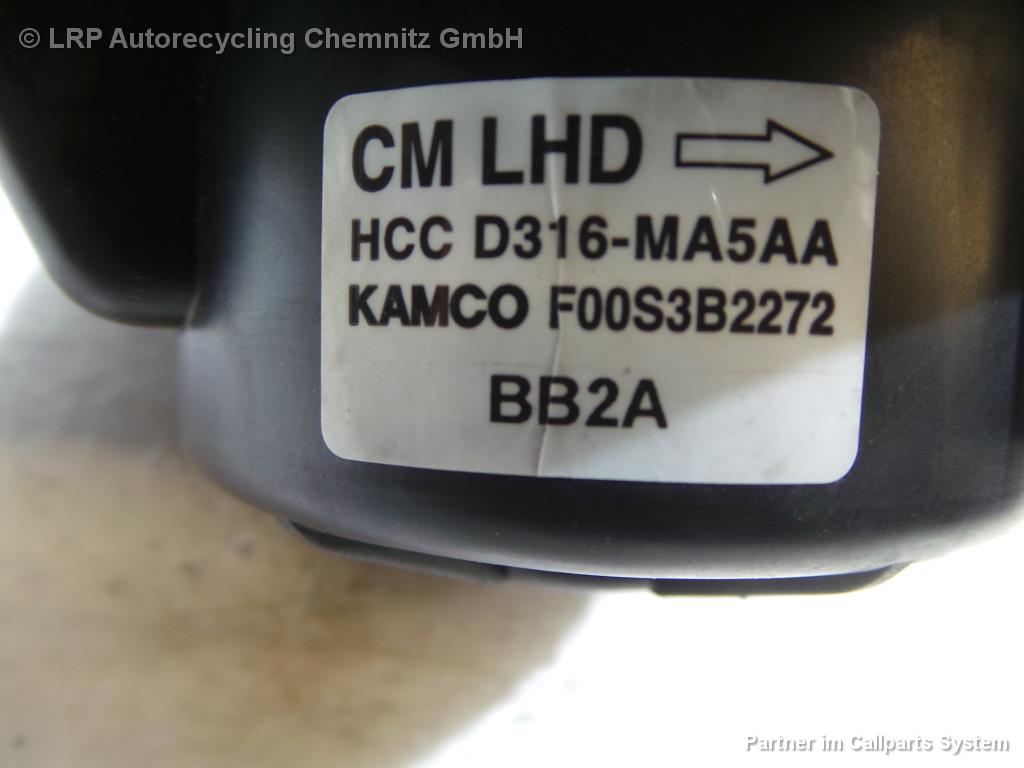 © LRP Autorecycling Chemnitz GmbH
CM LHD
HCC D316-MA5AA
KAMCO F00S3B2272
BB2A
Partner im Callparts System